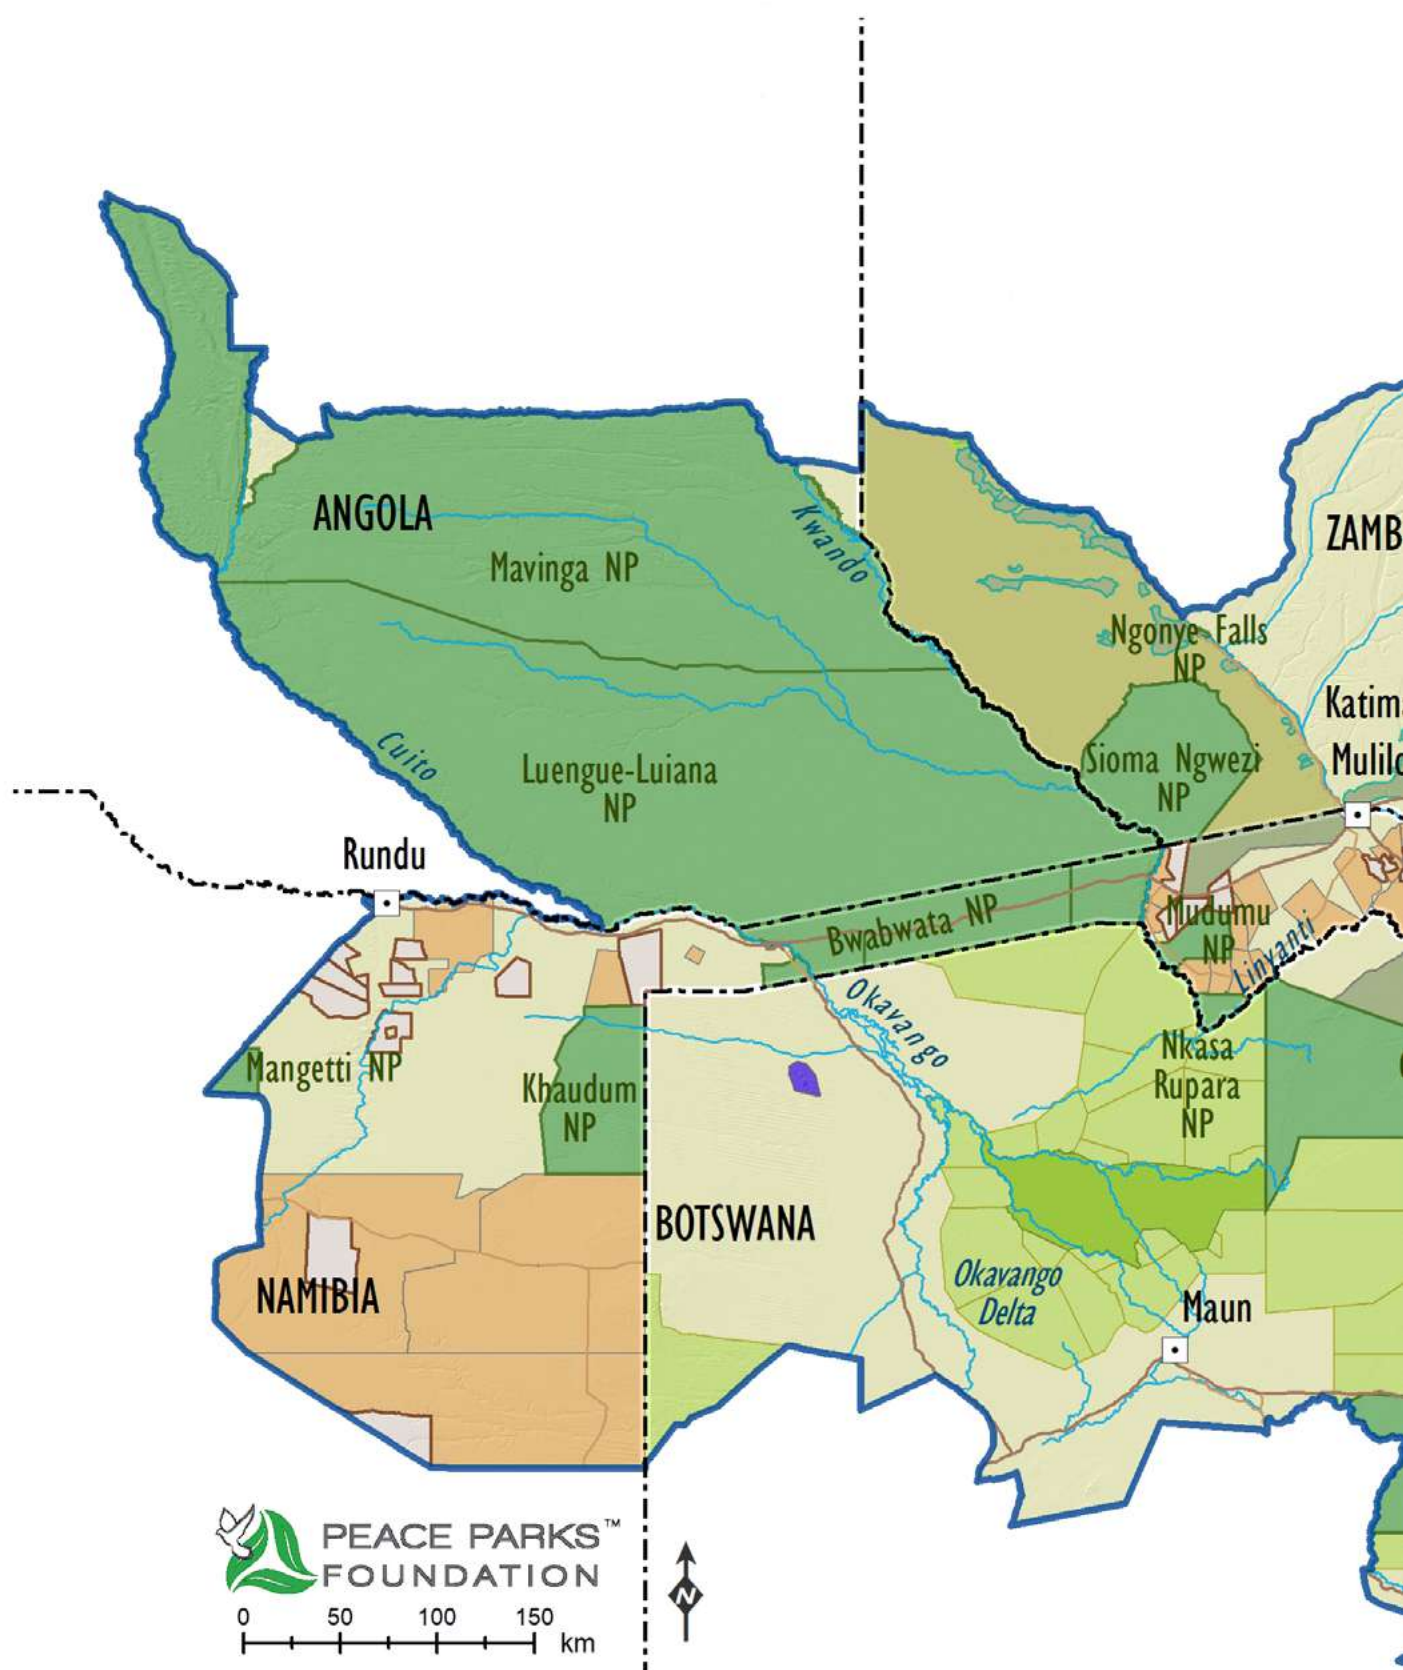 ANGOLA
Kwando
ZAMB
Mavinga NP
Ngonye Falls
NP
Katima
Mulilo
Cuito
Luengue-Luiana
NP
Sioma Ngwezi
NP
Rundu
Bwabwata NP
Mudumu
NP
Linyanti
Okavango
Mangetti NP
Khaudum
NP
Nkasa
Rupara
NP
BOTSWANA
NAMIBIA
Okavango
Delta
Maun
PEACE PARKS™
FOUNDATION
0 50 100 150
km
N